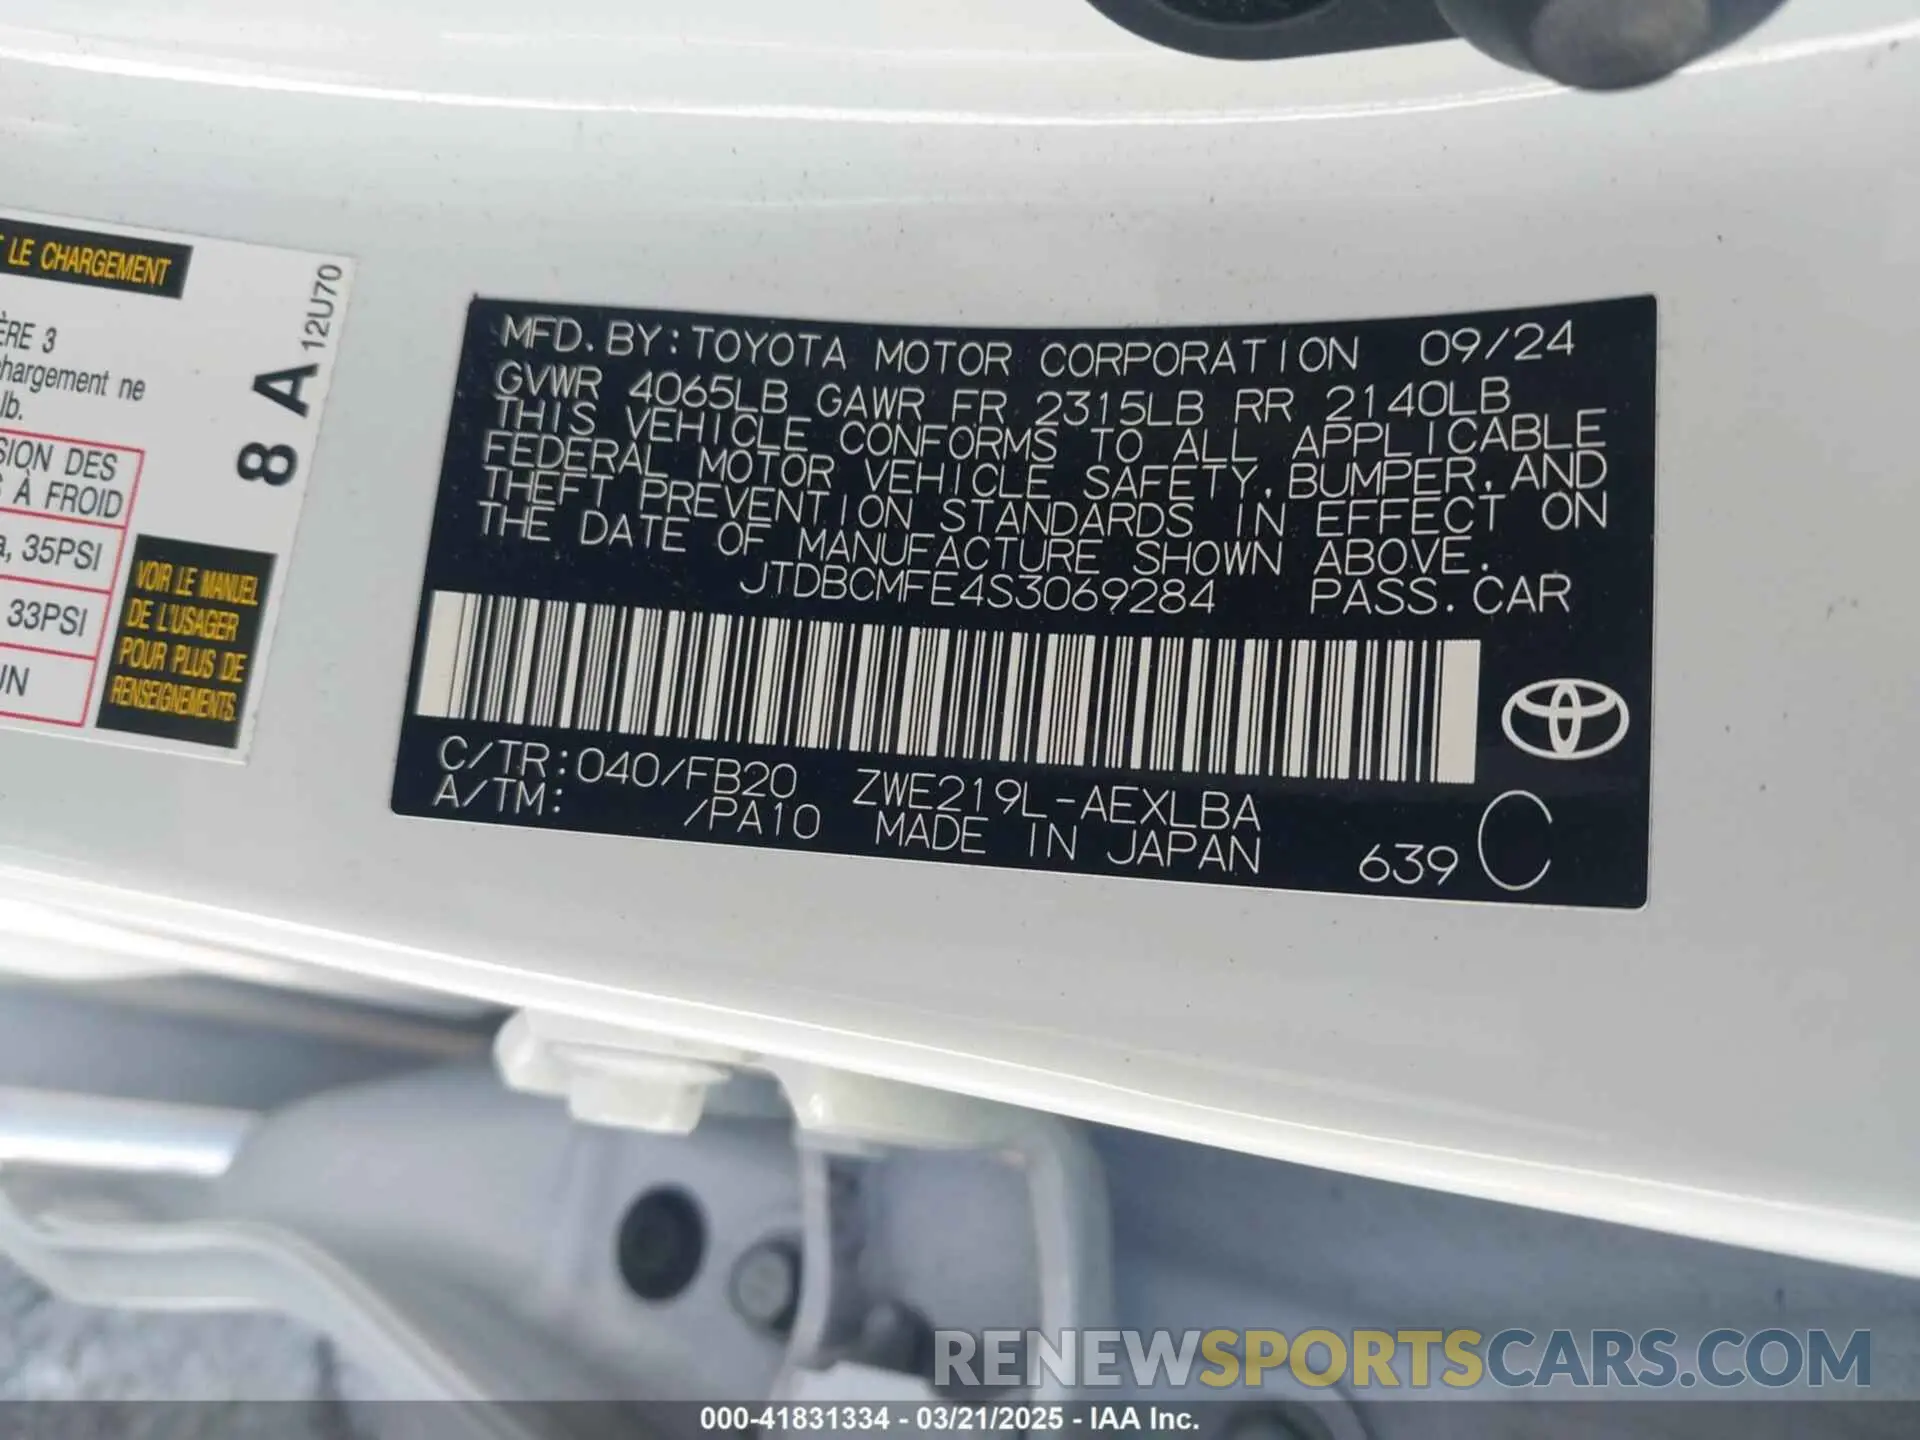 LE CHARGEMENT
ÈRE 3
chargement ne
lb.
SION DES
À FROID
35PSI
33PSI
UN
8 A
12U70
VOIR LE MANUEL
DE L'USAGER
POUR PLUS DE
RENSEIGNEMENTS.
MFD. BY: TOYOTA MOTOR CORPORATION 09/24
GVWR 4065LB GAWR FR 2315LB RR 2140LB
THIS VEHICLE CONFORMS TO ALL APPLICABLE
FEDERAL MOTOR VEHICLE SAFETY, BUMPER, AND
THEFT PREVENTION STANDARDS IN EFFECT ON
THE DATE OF MANUFACTURE SHOWN ABOVE.
JTDBCMFE4S3069284 PASS. CAR
C/TR: 040/FB20 ZWE219L-AEXLBA
A/TM: /PA10 MADE IN JAPAN 639 C
RENEWSPORTSCARS.COM
000-41831334 - 03/21/2025 - IAA Inc.